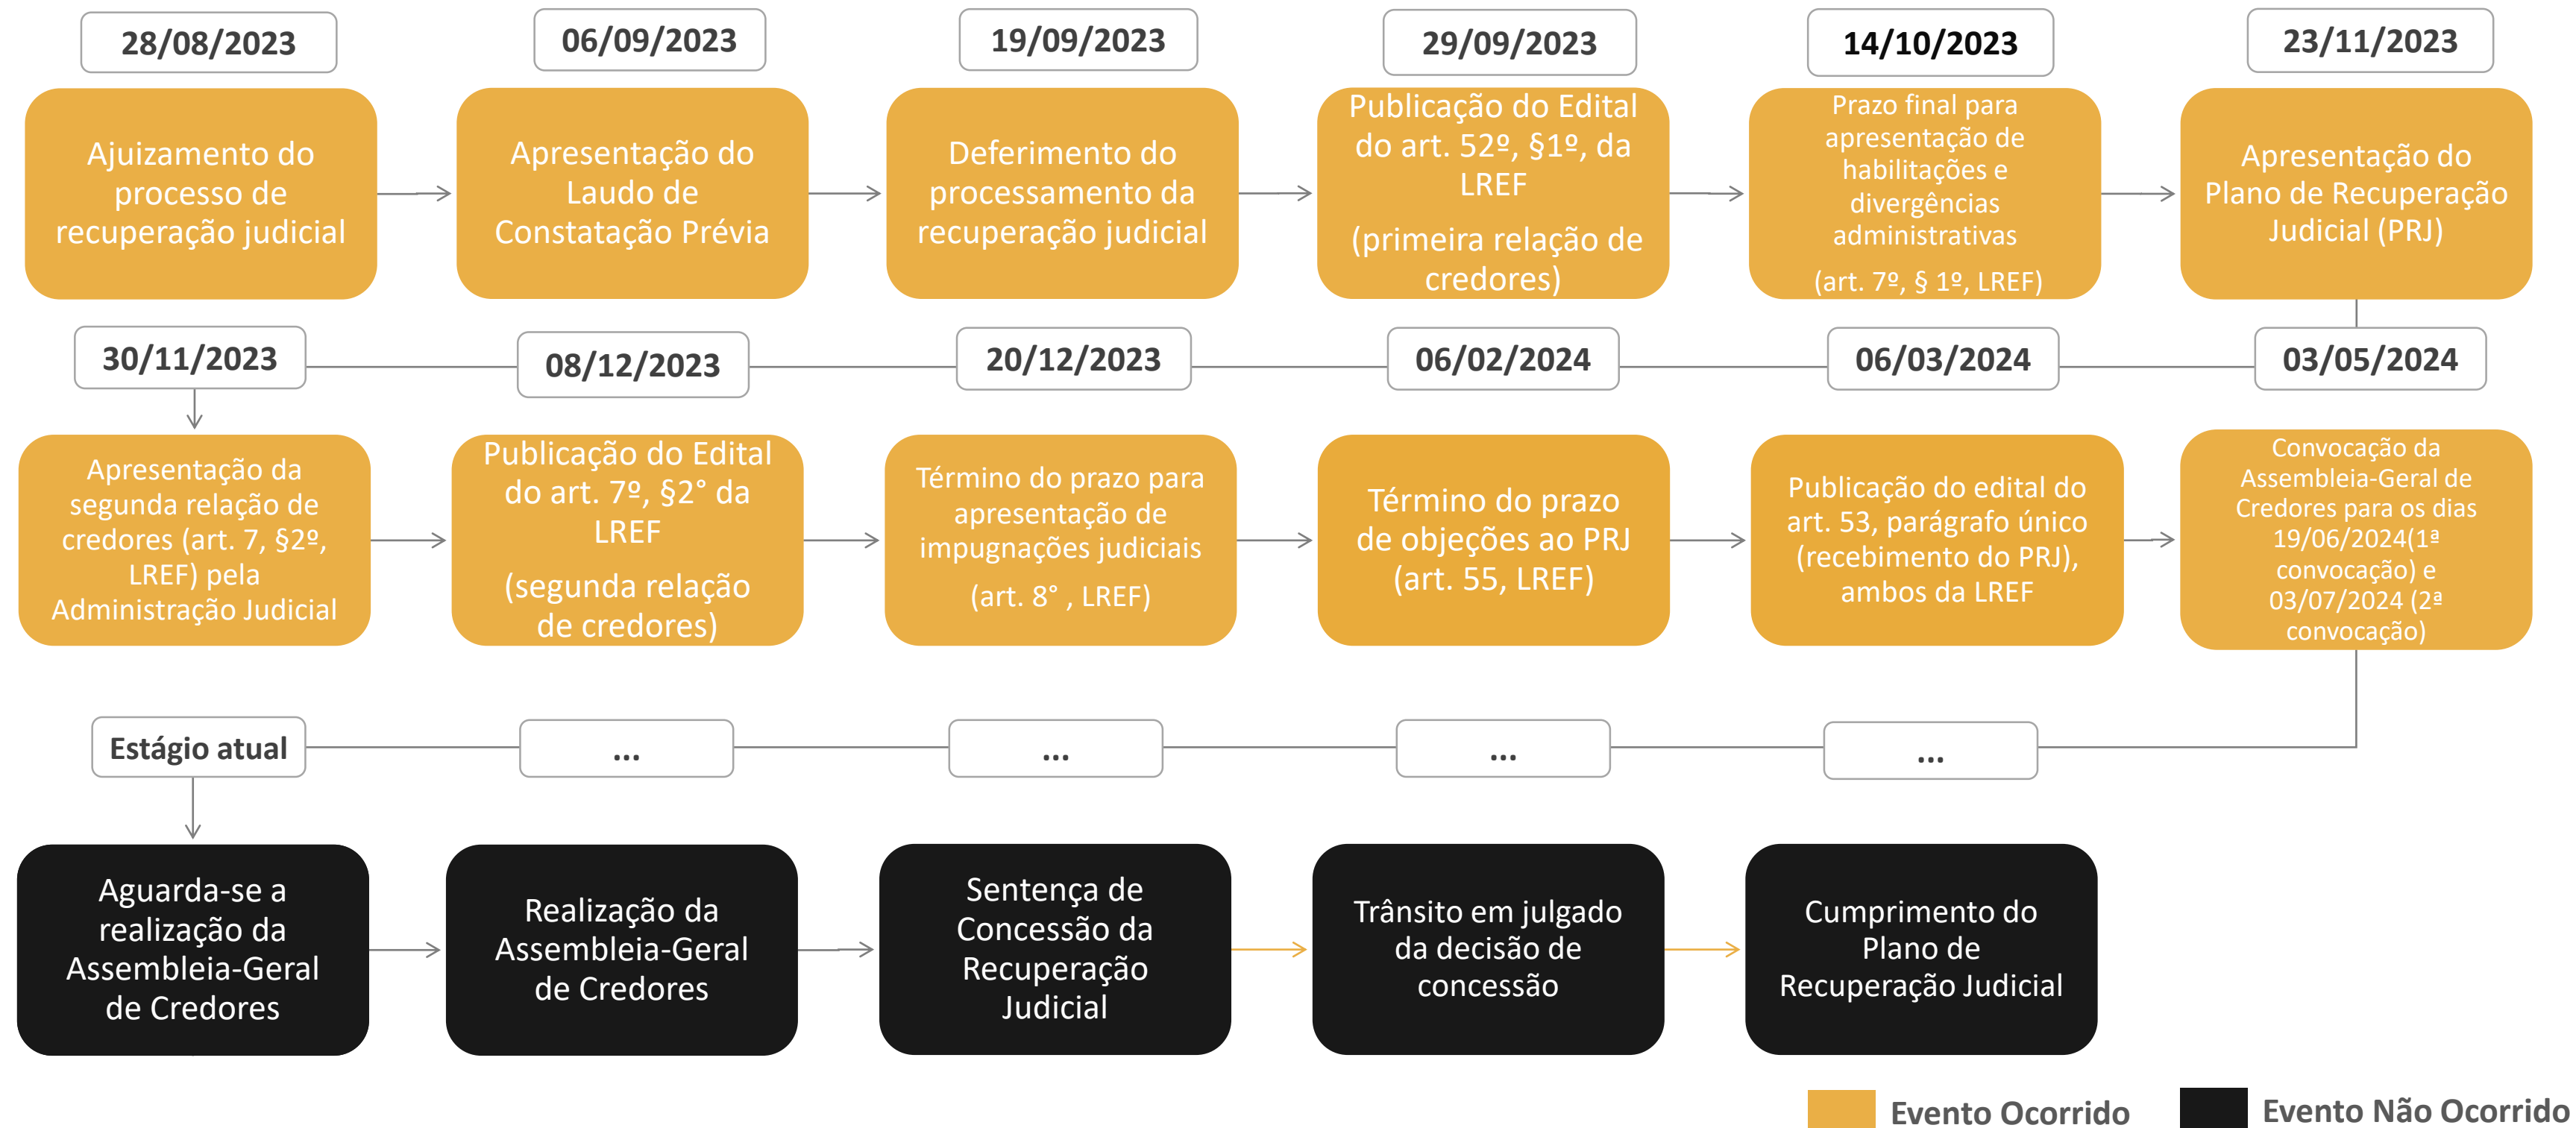 28/08/2023
Ajuizamento do
processo de
recuperação judicial
06/09/2023
Apresentação do
Laudo de
Constatação Prévia
19/09/2023
Deferimento do
processamento da
recuperação judicial
29/09/2023
Publicação do Edital
do art. 52º, §1º, da
LREF
(primeira relação de
credores)
14/10/2023
Prazo final para
apresentação de
habilitações e
divergências
administrativas
(art. 7º, § 1º, LREF)
23/11/2023
Apresentação do
Plano de Recuperação
Judicial (PRJ)
30/11/2023
Apresentação da
segunda relação de
credores (art. 7, §2º,
LREF) pela
Administração Judicial
08/12/2023
Publicação do Edital
do art. 7º, §2° da
LREF
(segunda relação
de credores)
20/12/2023
Término do prazo para
apresentação de
impugnações judiciais
(art. 8° , LREF)
06/02/2024
Término do prazo
de objeções ao PRJ
(art. 55, LREF)
06/03/2024
Publicação do edital do
art. 53, parágrafo único
(recebimento do PRJ),
ambos da LREF
03/05/2024
Convocação da
Assembleia-Geral de
Credores para os dias
19/06/2024(1ª
convocação) e
03/07/2024 (2ª
convocação)
Estágio atual
Aguarda-se a
realização da
Assembleia-Geral
de Credores
...
Realização da
Assembleia-Geral
de Credores
...
Sentença de
Concessão da
Recuperação
Judicial
...
Trânsito em julgado
da decisão de
concessão
...
Cumprimento do
Plano de
Recuperação Judicial
Evento Ocorrido
Evento Não Ocorrido